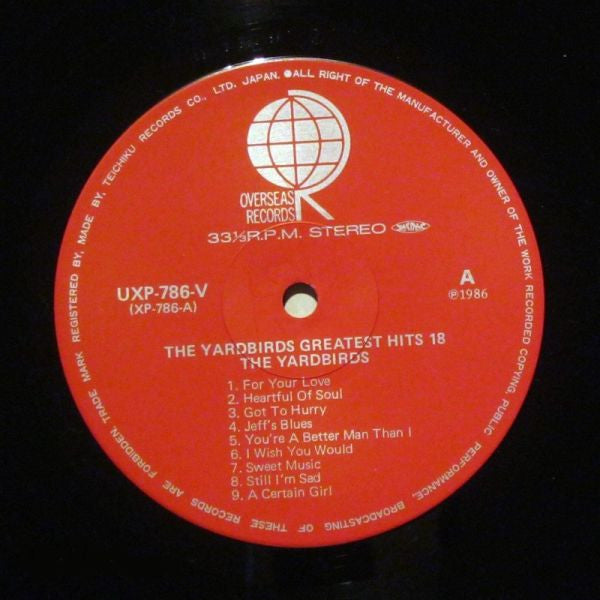 TRADE MARK REGISTERED BY, MADE BY, TEICHIKU RECORDS CO., LTD. JAPAN. ●ALL RIGHT OF THE MANUFACTURER AND OWNER OF THE WORK RECORDED COPYING, PUBLIC PERFORMANCE, BROADCASTING OF THESE RECORDS ARE FORBIDDEN.
OVERSEAS
RECORDS
33⅓R.P.M. STEREO
UXP-786-V
(XP-786-A)
A
℗1986
THE YARDBIRDS GREATEST HITS 18
THE YARDBIRDS
1. For Your Love
2. Heartful Of Soul
3. Got To Hurry
4. Jeff's Blues
5. You're A Better Man Than I
6. I Wish You Would
7. Sweet Music
8. Still I'm Sad
9. A Certain Girl